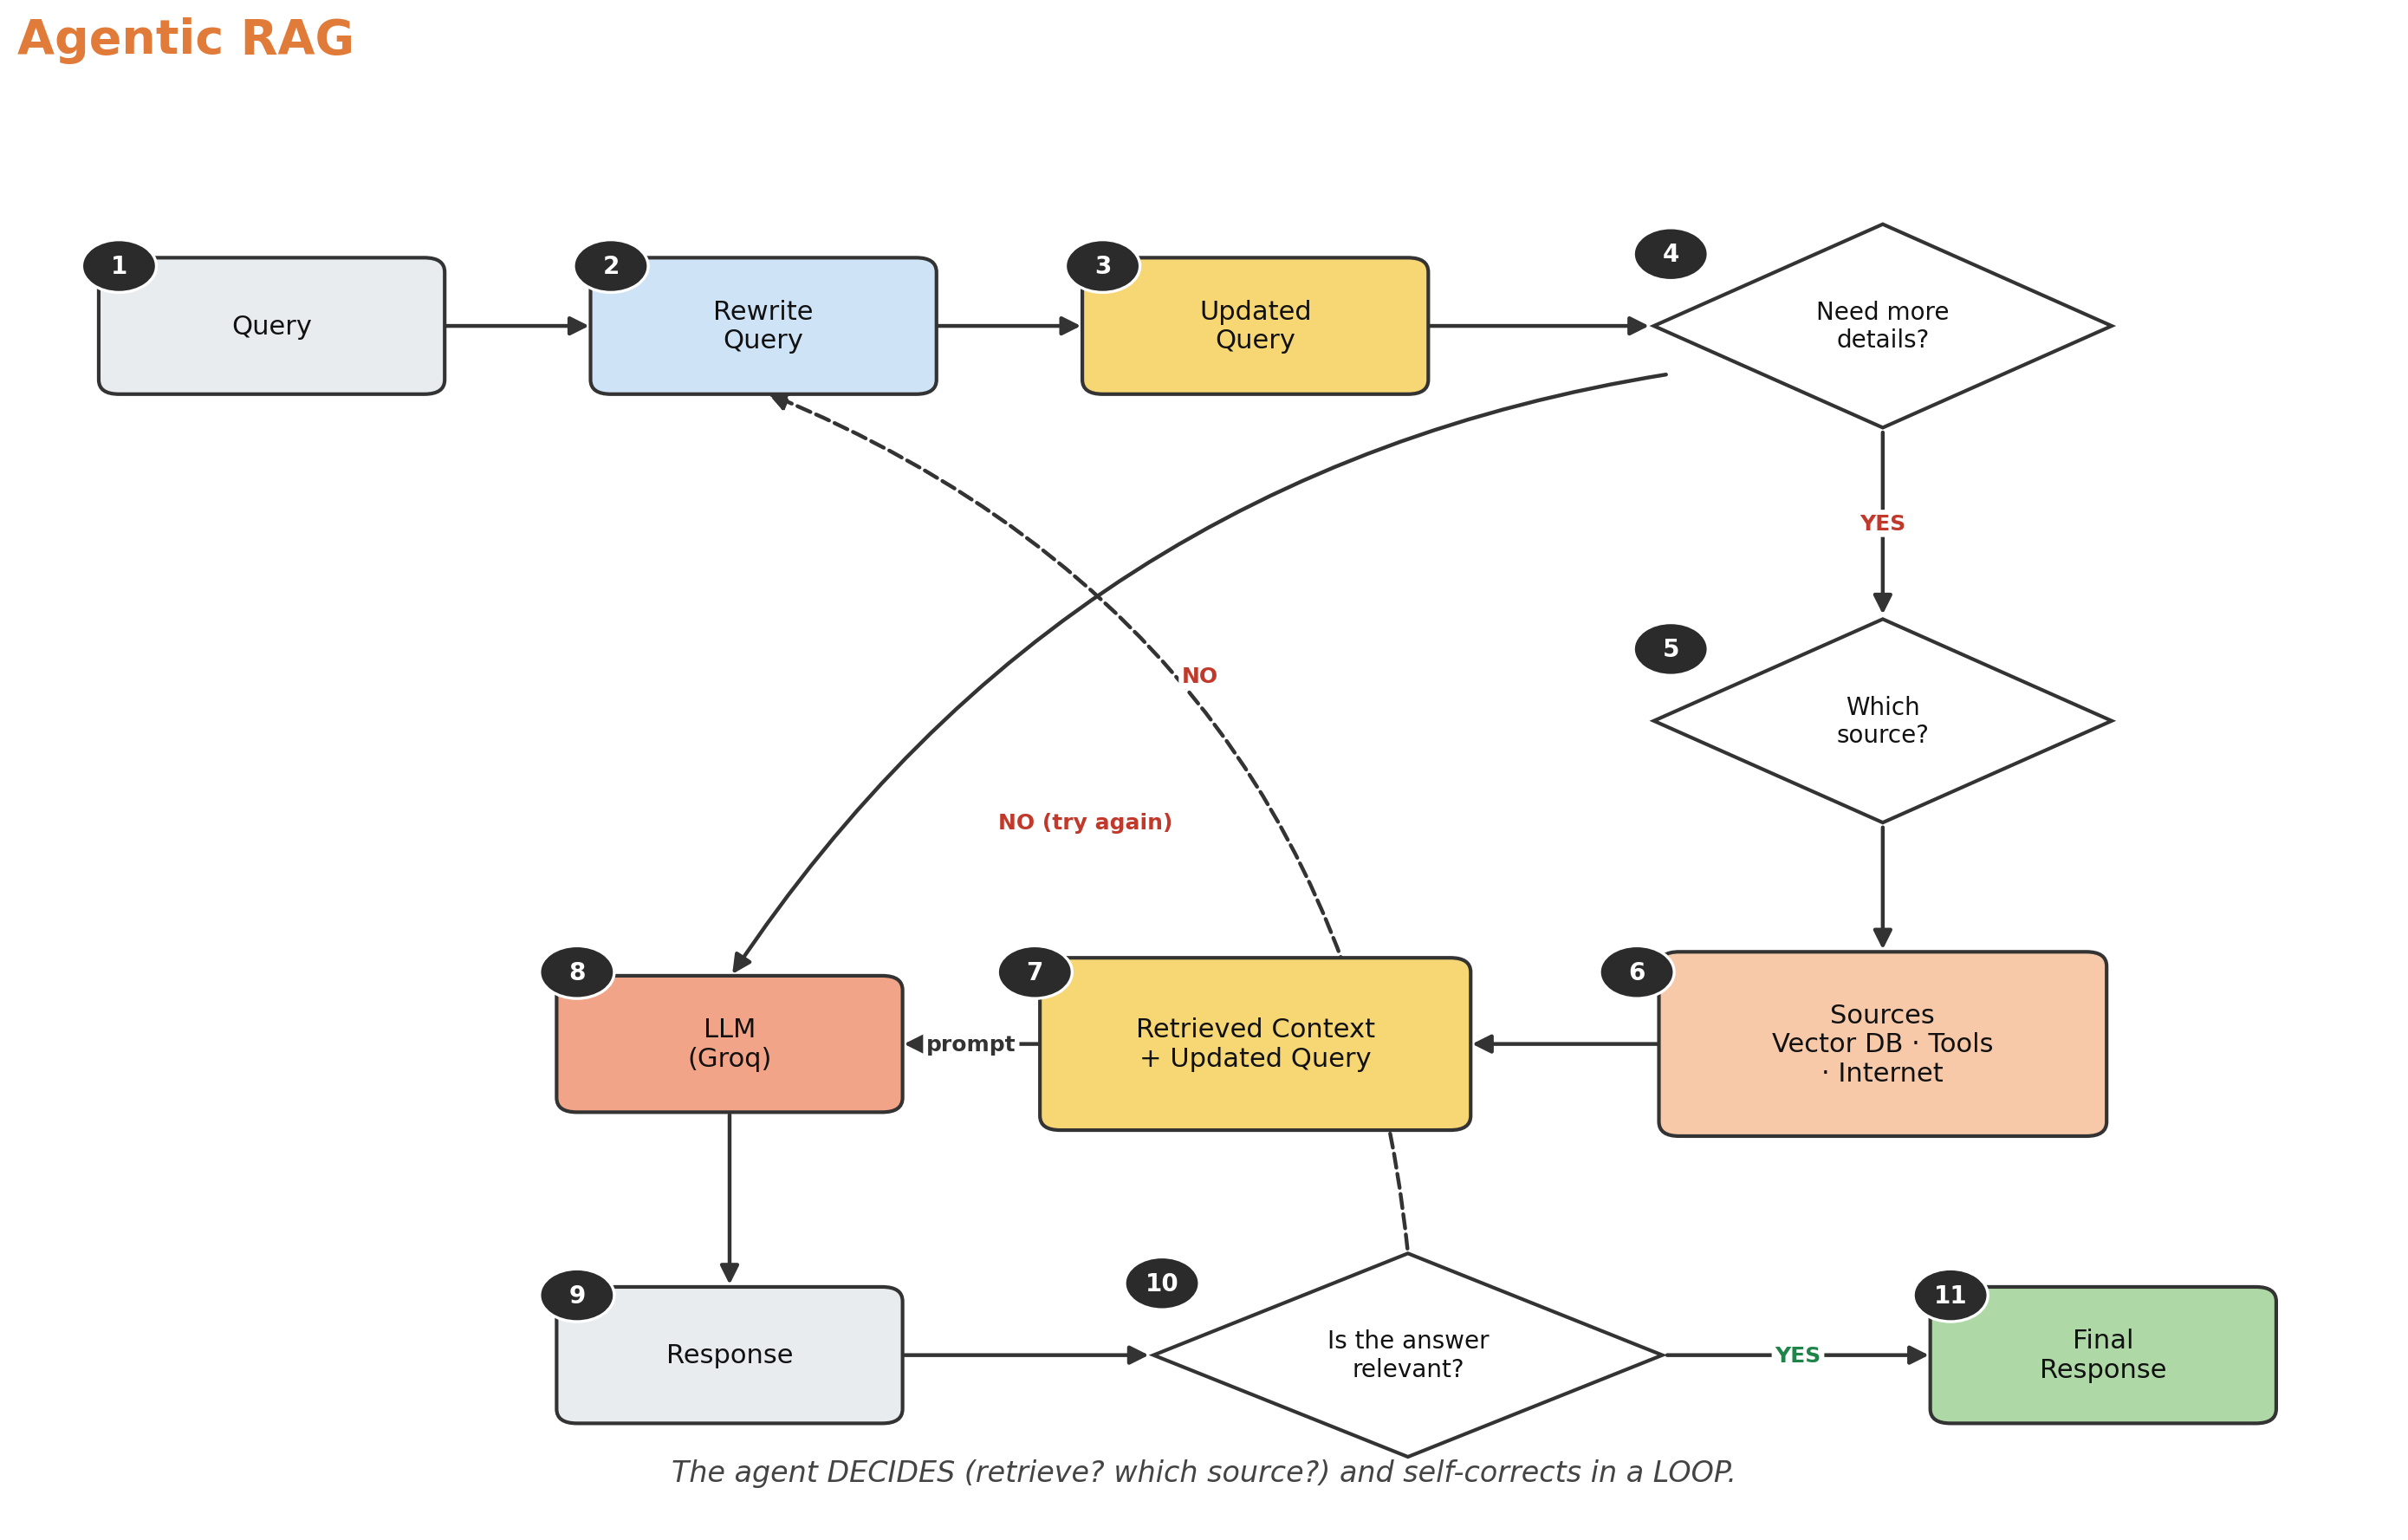 Agentic RAG
1
Query
2
Rewrite
Query
3
Updated
Query
4
Need more
details?
YES
5
Which
source?
NO
NO (try again)
8
LLM
(Groq)
prompt
7
Retrieved Context
+ Updated Query
6
Sources
Vector DB · Tools
· Internet
9
Response
10
Is the answer
relevant?
YES
11
Final
Response
The agent DECIDES (retrieve? which source?) and self-corrects in a LOOP.